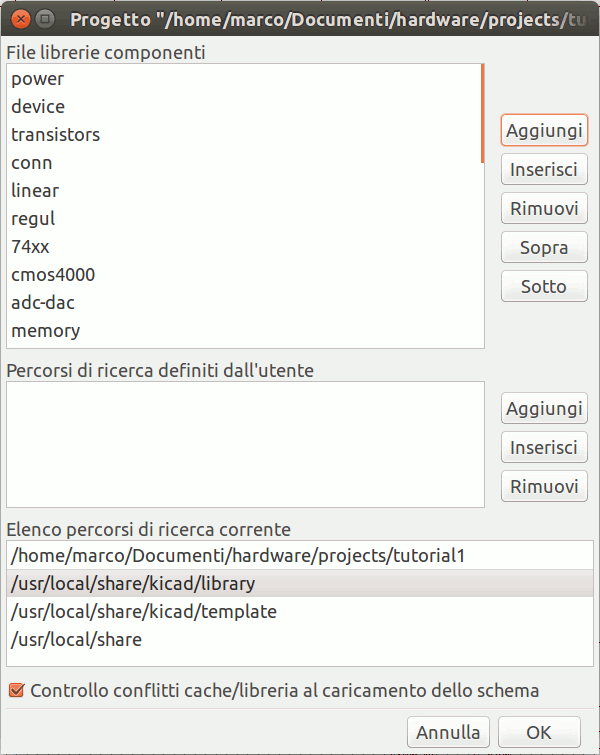 Progetto "/home/marco/Documenti/hardware/projects/tu
File librerie componenti
power
device
transistors
conn
linear
regul
74xx
cmos4000
adc-dac
memory
Aggiungi
Inserisci
Rimuovi
Sopra
Sotto
Percorsi di ricerca definiti dall'utente
Aggiungi
Inserisci
Rimuovi
Elenco percorsi di ricerca corrente
/home/marco/Documenti/hardware/projects/tutorial1
/usr/local/share/kicad/library
/usr/local/share/kicad/template
/usr/local/share
Controllo conflitti cache/libreria al caricamento dello schema
Annulla
OK